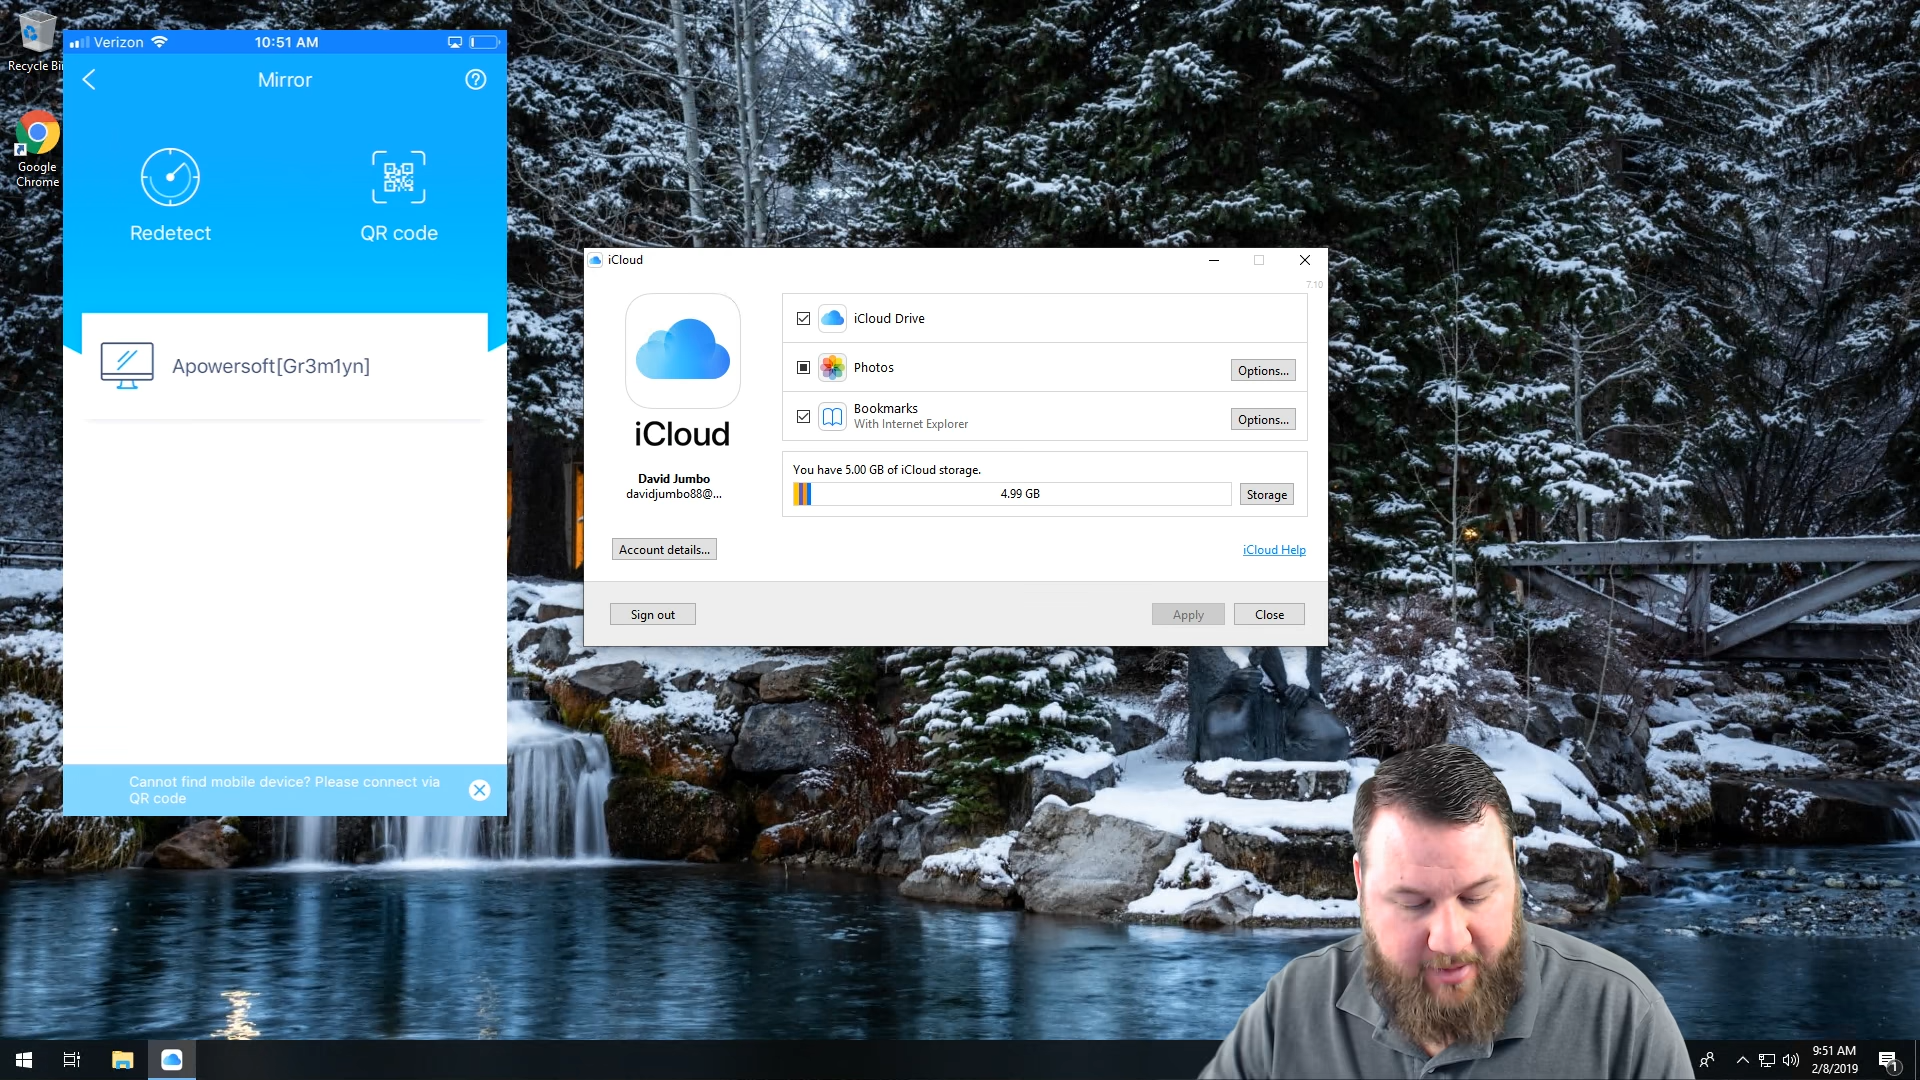 Recycle Bi
Google
Chrome
Verizon
10:51 AM
Mirror
Redetect
QR code
Apowersoft[Gr3m1yn]
Cannot find mobile device? Please connect via
QR code
iCloud
7.10
iCloud
David Jumbo
davidjumbo88@...
Account details...
iCloud Drive
Photos
Options...
Bookmarks
With Internet Explorer
Options...
You have 5.00 GB of iCloud storage.
4.99 GB
Storage
iCloud Help
Sign out
Apply
Close
9:51 AM
2/8/2019
1